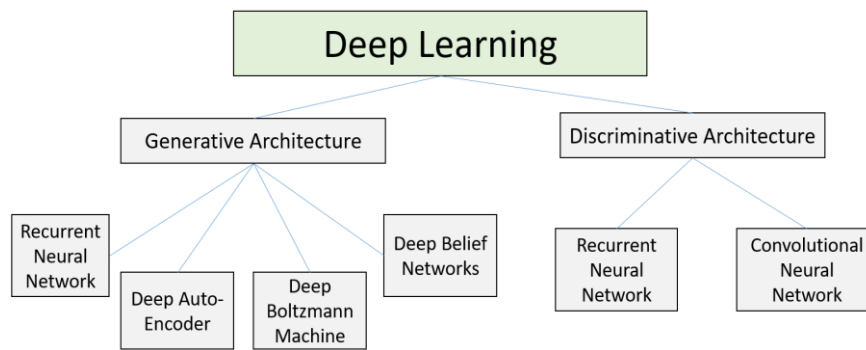 Deep Learning
Generative Architecture
Discriminative Architecture
Recurrent
Neural
Network
Deep Auto-
Encoder
Deep
Boltzmann
Machine
Deep Belief
Networks
Recurrent
Neural
Network
Convolutional
Neural
Network